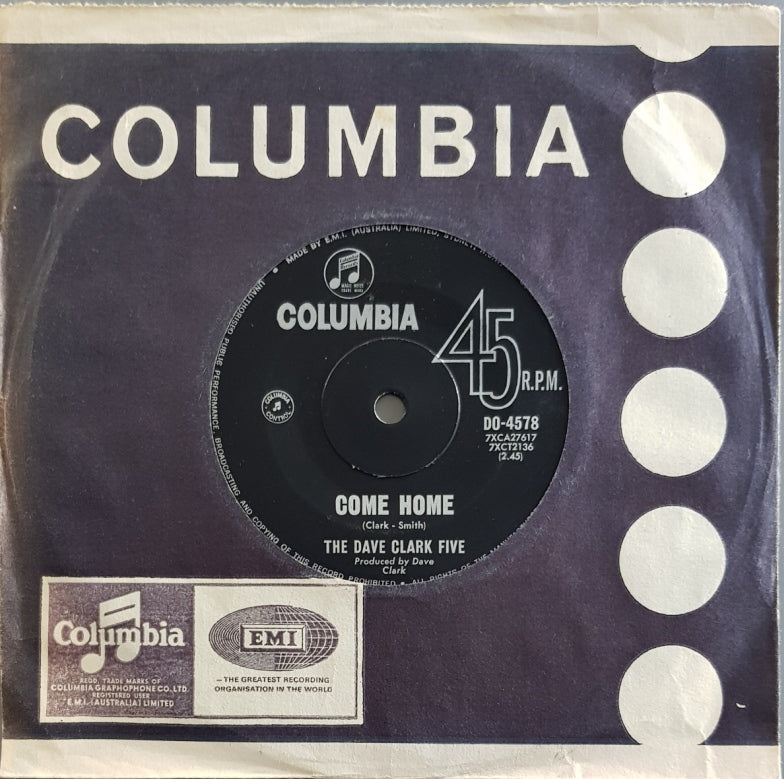 COLUMBIA
MADE BY E.M.I. (AUSTRALIA) LIMITED,
COLUMBIA
45
R.P.M.
DO-4578
7XCA27617
7XCT2136
(2.45)
COME HOME
(Clark - Smith)
THE DAVE CLARK FIVE
Produced by Dave
Clark
UNAUTHORISED PUBLIC PERFORMANCE, BROADCASTING AND COPYING OF THIS RECORD PROHIBITED • ALL RIGHTS OF THE
Columbia
REGD. TRADE MARKS OF
COLUMBIA GRAPHOPHONE CO. LTD.
REGISTERED USER
E.M.I. (AUSTRALIA) LIMITED
EMI
—THE GREATEST RECORDING
ORGANISATION IN THE WORLD